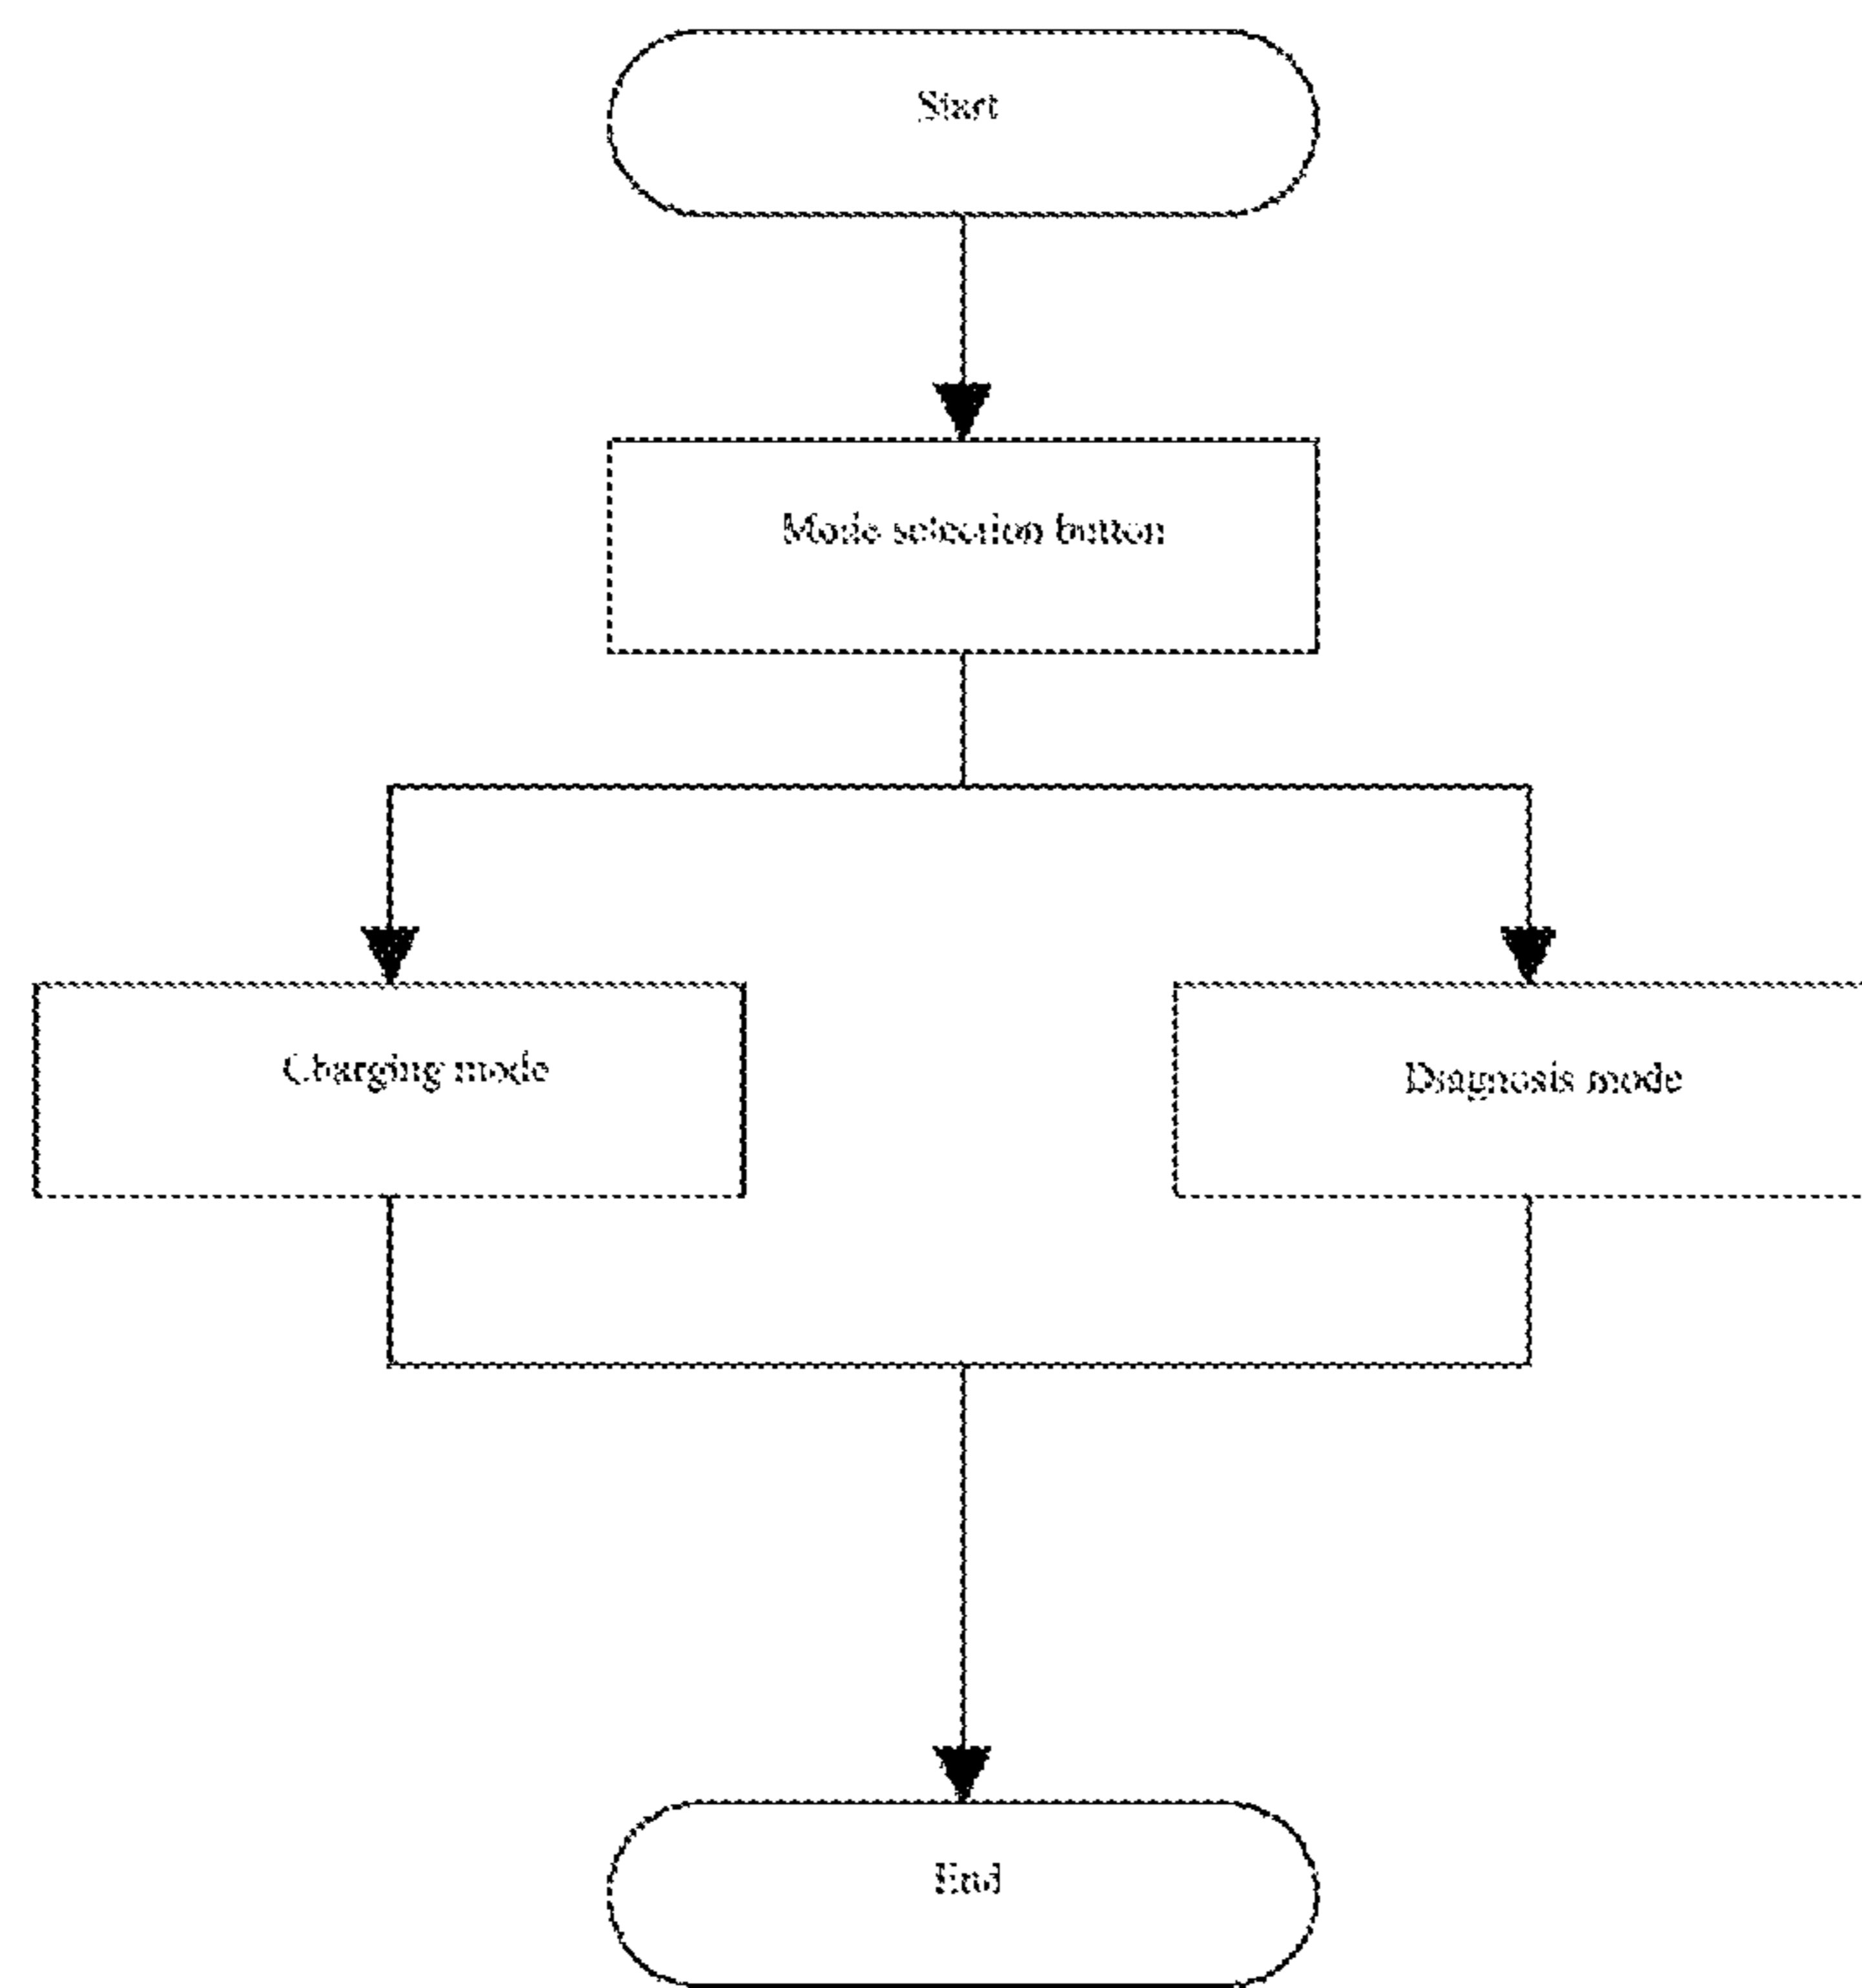 Start
Mode selection button
Charging mode
Diagnosis mode
End